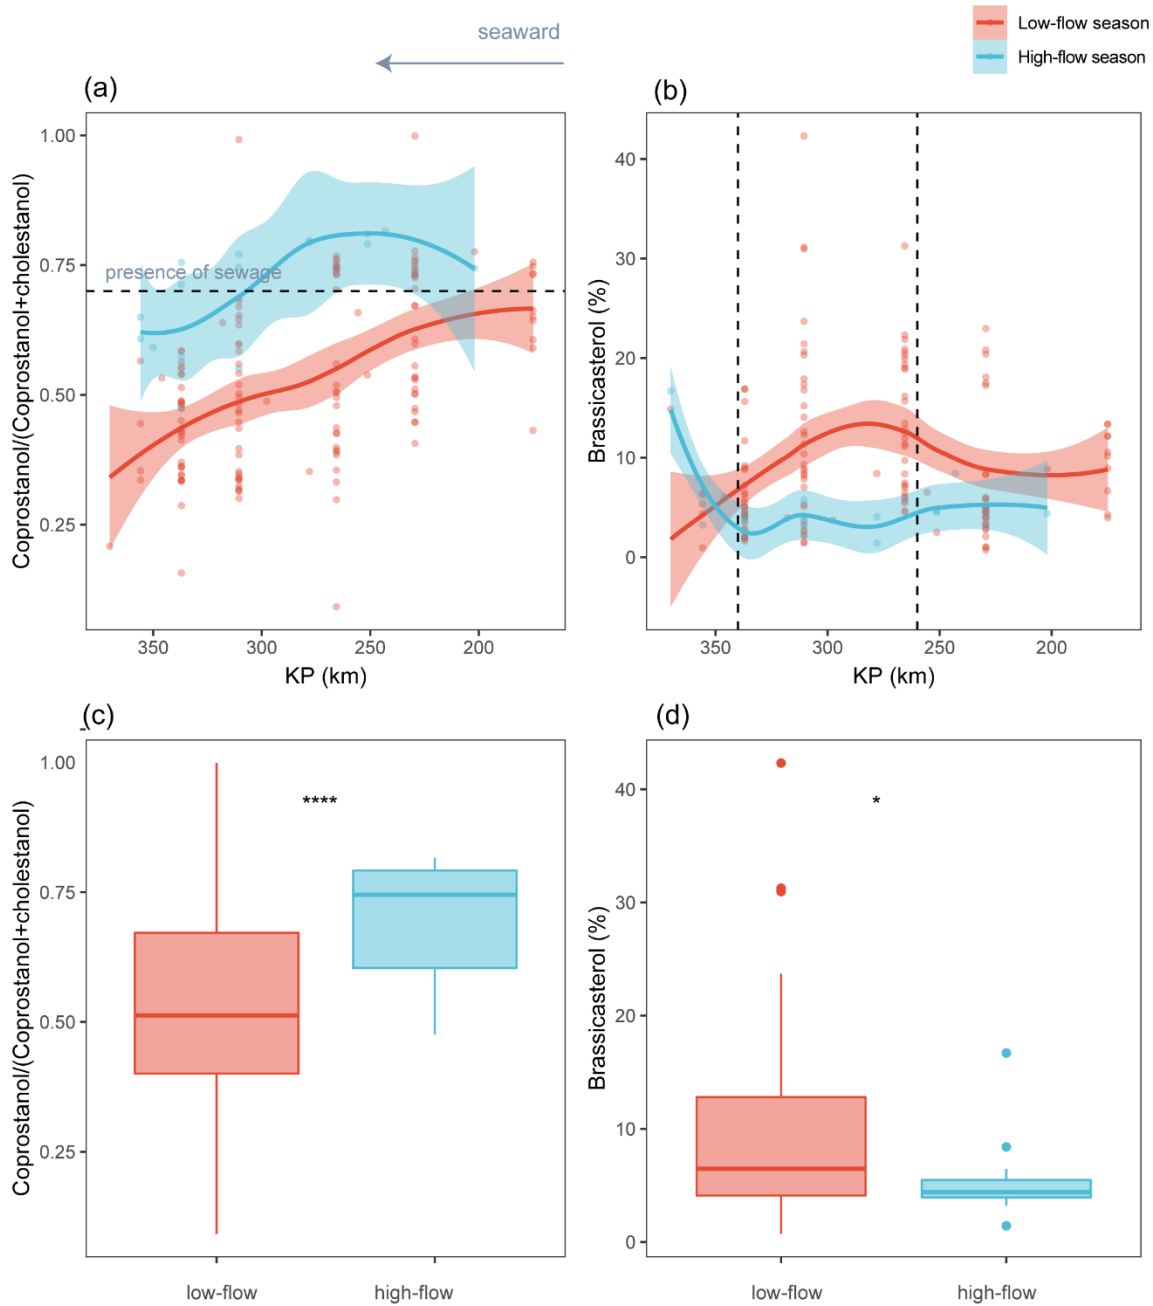 seaward
Low-flow season
High-flow season
(a)
(b)
Coprostanol/(Coprostanol+cholestanol)
1.00
0.75
0.50
0.25
presence of sewage
350
300
250
200
KP (km)
Brassicasterol (%)
40
30
20
10
0
350
300
250
200
KP (km)
(c)
(d)
Coprostanol/(Coprostanol+cholestanol)
1.00
0.75
0.50
0.25
****
low-flow
high-flow
Brassicasterol (%)
40
30
20
10
0
*
low-flow
high-flow